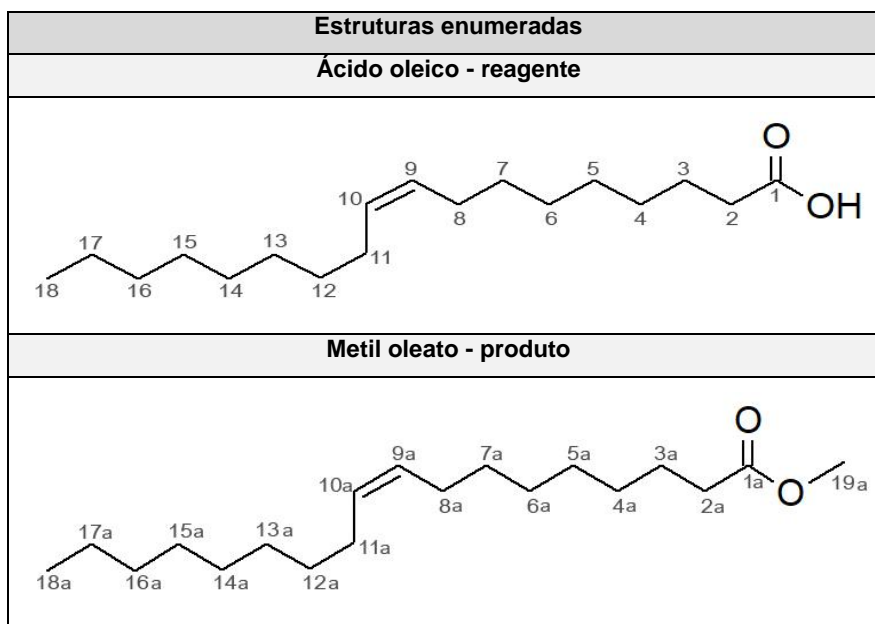 Estruturas enumeradas
Ácido oleico - reagente
O
9 7 5 3
10 1 OH
8 6 4 2
17 15 13 11
18 16 14 12
Metil oleato - produto
O
9a 7a 5a 3a
10a 1a O 19a
8a 6a 4a 2a
17a 15a 13a 11a
18a 16a 14a 12a